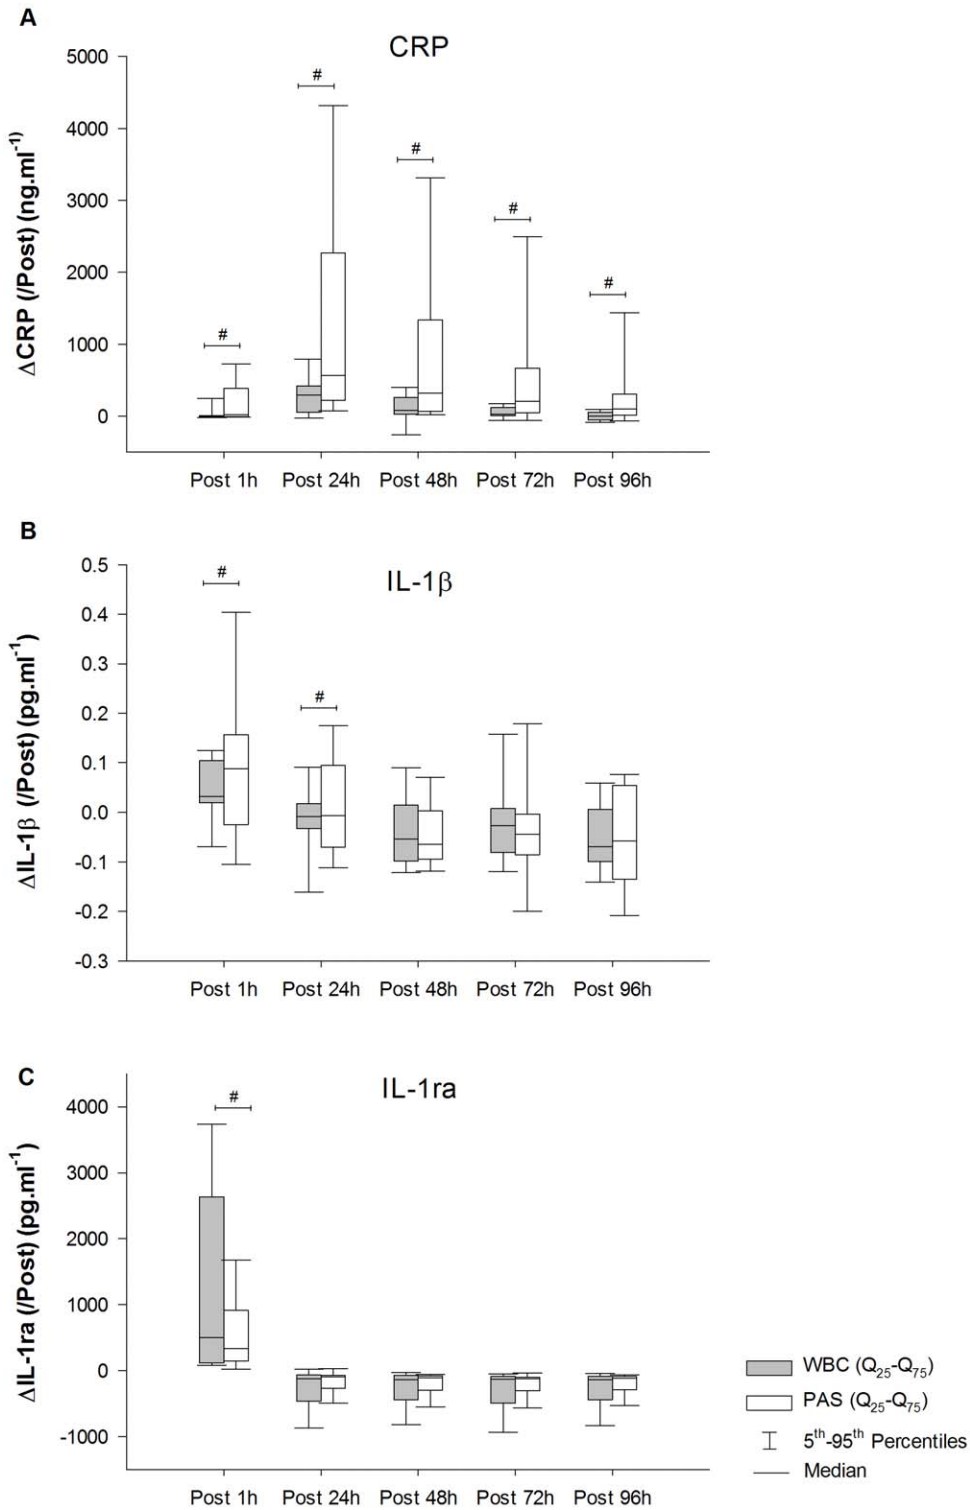 A
CRP
5000
4000
3000
2000
1000
0
ΔCRP (/Post) (ng.ml⁻¹)
#
#
#
#
#
Post 1h Post 24h Post 48h Post 72h Post 96h
B
IL-1β
0.5
0.4
0.3
0.2
0.1
0.0
-0.1
-0.2
-0.3
ΔIL-1β (/Post) (pg.ml⁻¹)
#
#
Post 1h Post 24h Post 48h Post 72h Post 96h
C
IL-1ra
4000
3000
2000
1000
0
-1000
ΔIL-1ra (/Post) (pg.ml⁻¹)
#
Post 1h Post 24h Post 48h Post 72h Post 96h
WBC (Q₂₅-Q₇₅)
PAS (Q₂₅-Q₇₅)
5ᵗʰ-95ᵗʰ Percentiles
Median